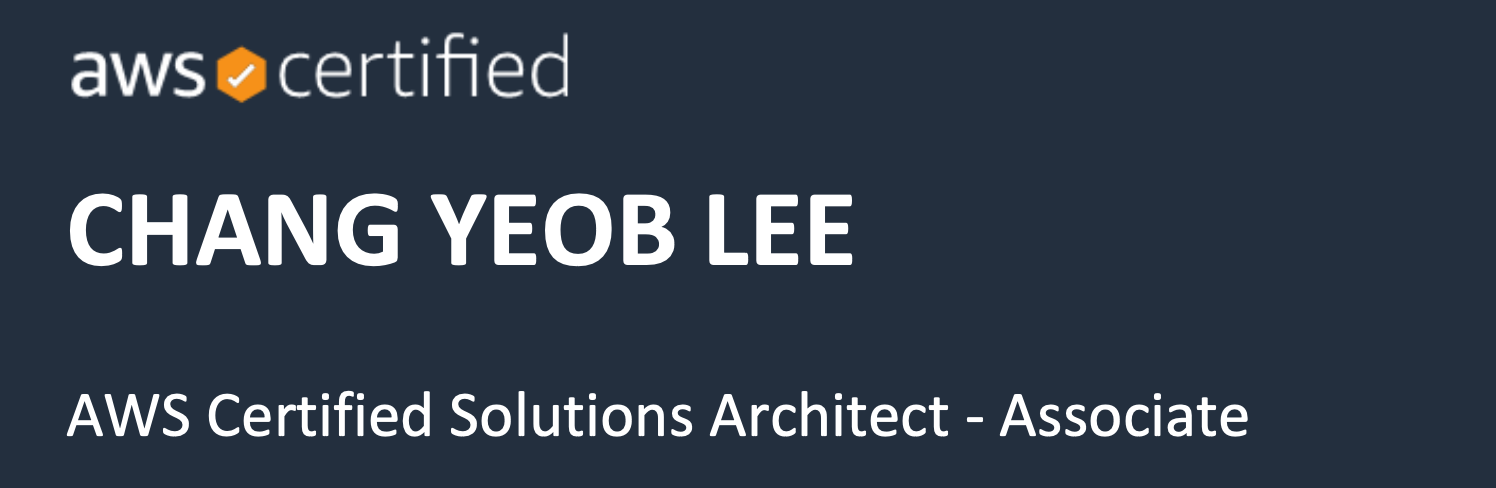 aws certified
CHANG YEOB LEE
AWS Certified Solutions Architect - Associate